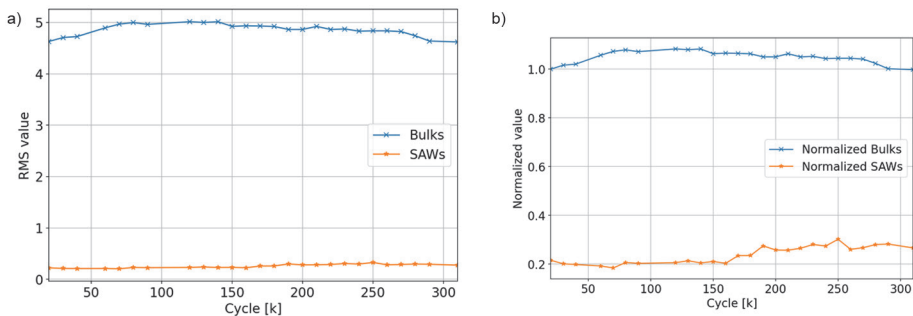 a)
RMS value
5
4
3
2
1
0
50 100 150 200 250 300
Cycle [k]
Bulks
SAWs
b)
Normalized value
1.0
0.8
0.6
0.4
0.2
50 100 150 200 250 300
Cycle [k]
Normalized Bulks
Normalized SAWs